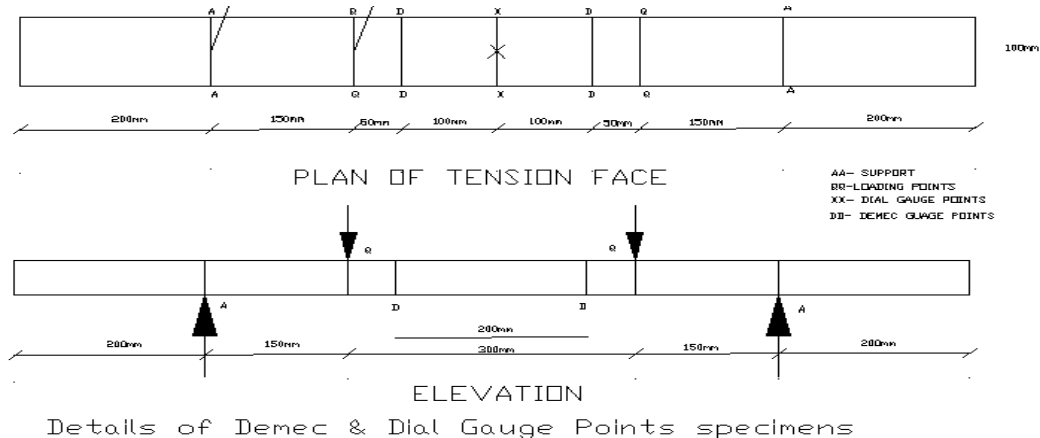 A R D X D Q A
100mm
A Q D X D Q A
200mm 150mm 50mm 100mm 100mm 50mm 150mm 200mm
PLAN OF TENSION FACE
AA- SUPPORT
QQ-LOADING POINTS
XX- DIAL GAUGE POINTS
DD- DEMEC GUAGE POINTS
Q Q
A D D A
200mm
200mm 150mm 300mm 150mm 200mm
ELEVATION
Details of Demec & Dial Gauge Points specimens